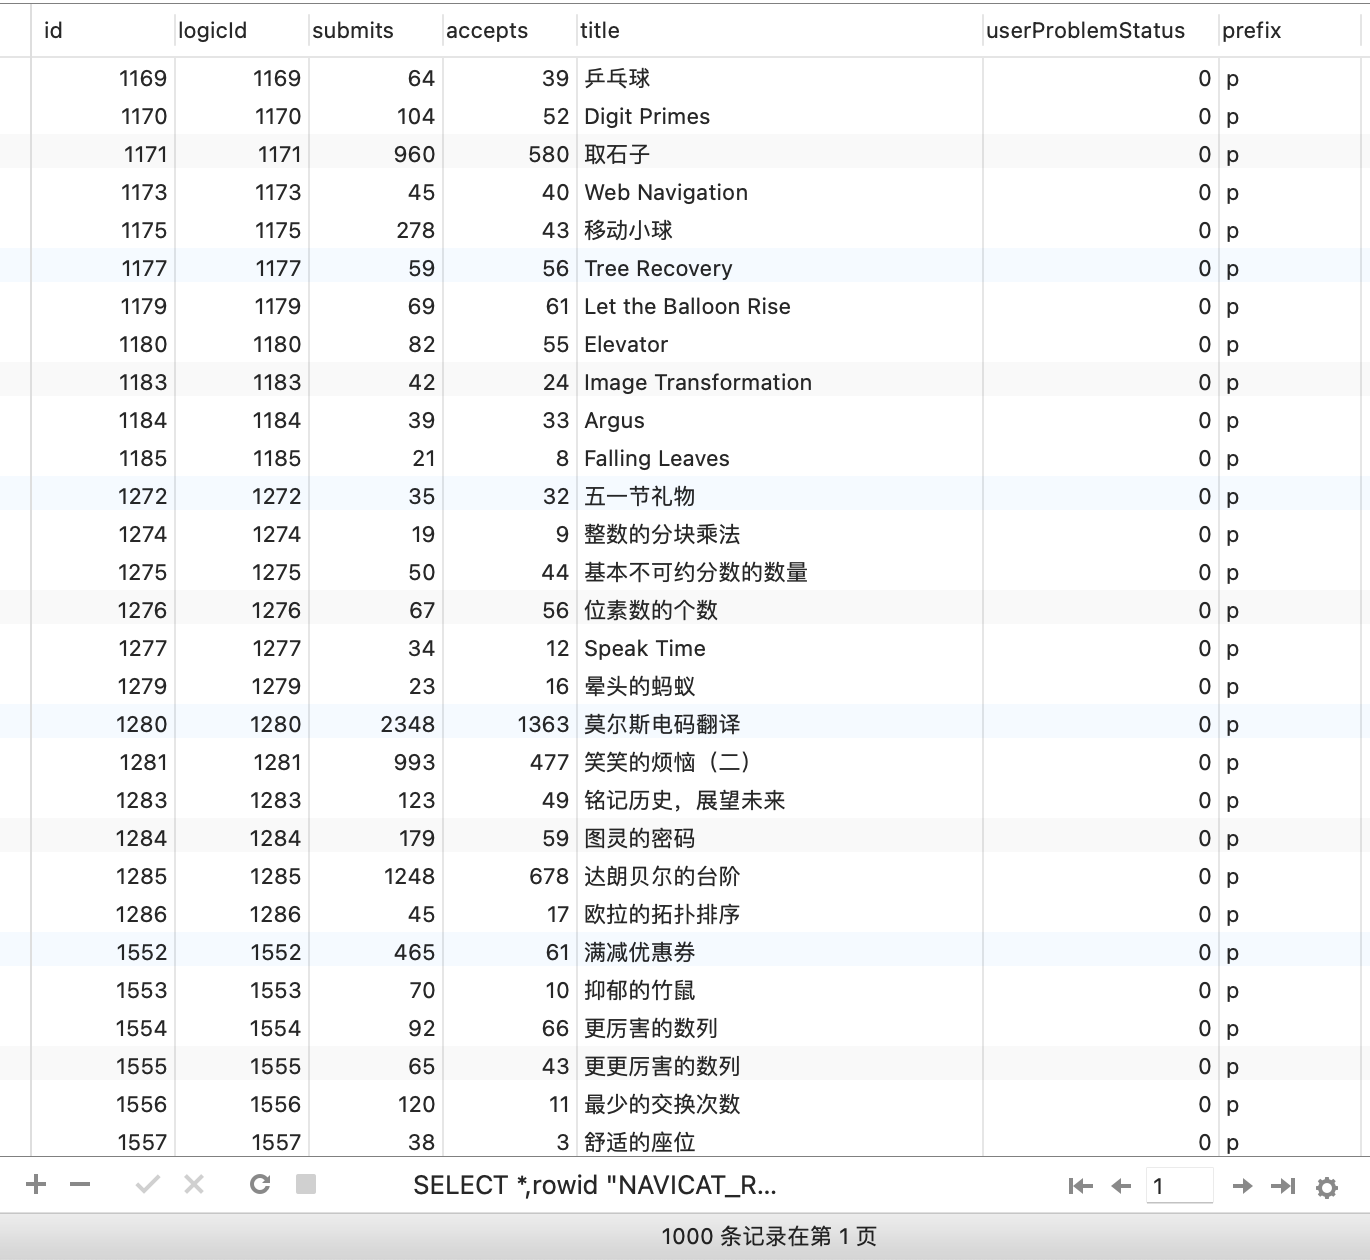 id logicId submits accepts title userProblemStatus prefix
1169 1169 64 39 乒乓球 0 p
1170 1170 104 52 Digit Primes 0 p
1171 1171 960 580 取石子 0 p
1173 1173 45 40 Web Navigation 0 p
1175 1175 278 43 移动小球 0 p
1177 1177 59 56 Tree Recovery 0 p
1179 1179 69 61 Let the Balloon Rise 0 p
1180 1180 82 55 Elevator 0 p
1183 1183 42 24 Image Transformation 0 p
1184 1184 39 33 Argus 0 p
1185 1185 21 8 Falling Leaves 0 p
1272 1272 35 32 五一节礼物 0 p
1274 1274 19 9 整数的分块乘法 0 p
1275 1275 50 44 基本不可约分数的数量 0 p
1276 1276 67 56 位素数的个数 0 p
1277 1277 34 12 Speak Time 0 p
1279 1279 23 16 晕头的蚂蚁 0 p
1280 1280 2348 1363 莫尔斯电码翻译 0 p
1281 1281 993 477 笑笑的烦恼（二） 0 p
1283 1283 123 49 铭记历史，展望未来 0 p
1284 1284 179 59 图灵的密码 0 p
1285 1285 1248 678 达朗贝尔的台阶 0 p
1286 1286 45 17 欧拉的拓扑排序 0 p
1552 1552 465 61 满减优惠券 0 p
1553 1553 70 10 抑郁的竹鼠 0 p
1554 1554 92 66 更厉害的数列 0 p
1555 1555 65 43 更更厉害的数列 0 p
1556 1556 120 11 最少的交换次数 0 p
1557 1557 38 3 舒适的座位 0 p
SELECT *,rowid "NAVICAT_R... 1
1000 条记录在第 1 页